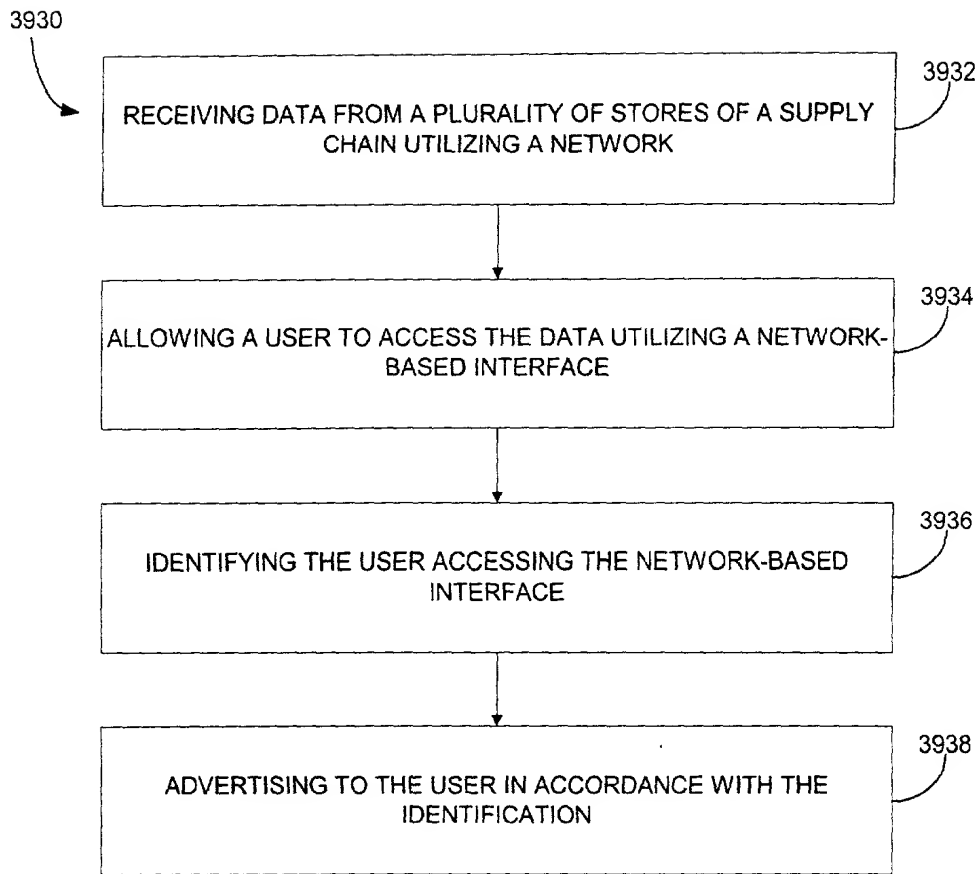 3930
3932
RECEIVING DATA FROM A PLURALITY OF STORES OF A SUPPLY
CHAIN UTILIZING A NETWORK
3934
ALLOWING A USER TO ACCESS THE DATA UTILIZING A NETWORK-
BASED INTERFACE
3936
IDENTIFYING THE USER ACCESSING THE NETWORK-BASED
INTERFACE
3938
ADVERTISING TO THE USER IN ACCORDANCE WITH THE
IDENTIFICATION